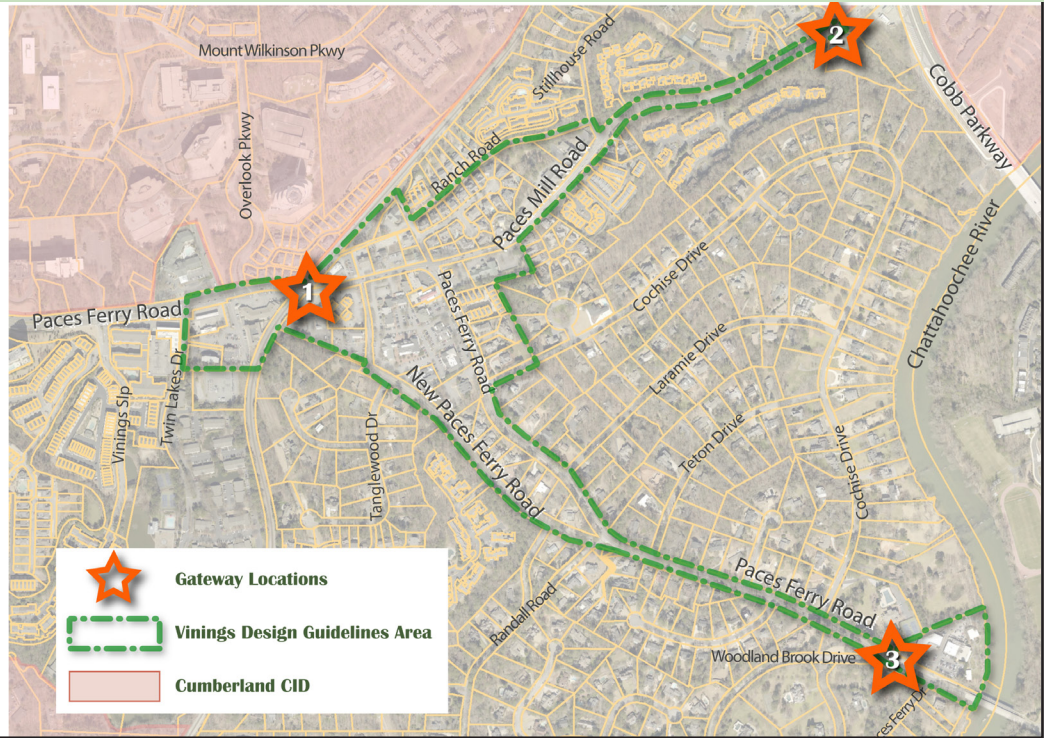 Mount Wilkinson Pkwy
Stillhouse Road
2
Cobb Parkway
Overlook Pkwy
Ranch Road
Paces Mill Road
Chattahoochee River
1
Paces Ferry Road
Paces Ferry Road
Cochise Drive
Laramie Drive
Twin Lakes Dr
Vinings Slp
New Paces Ferry Road
Tanglewood Dr
Teton Drive
Cochise Drive
Paces Ferry Road
Randall Road
Woodland Brook Drive
3
Ferry Dr
Gateway Locations
Vinings Design Guidelines Area
Cumberland CID